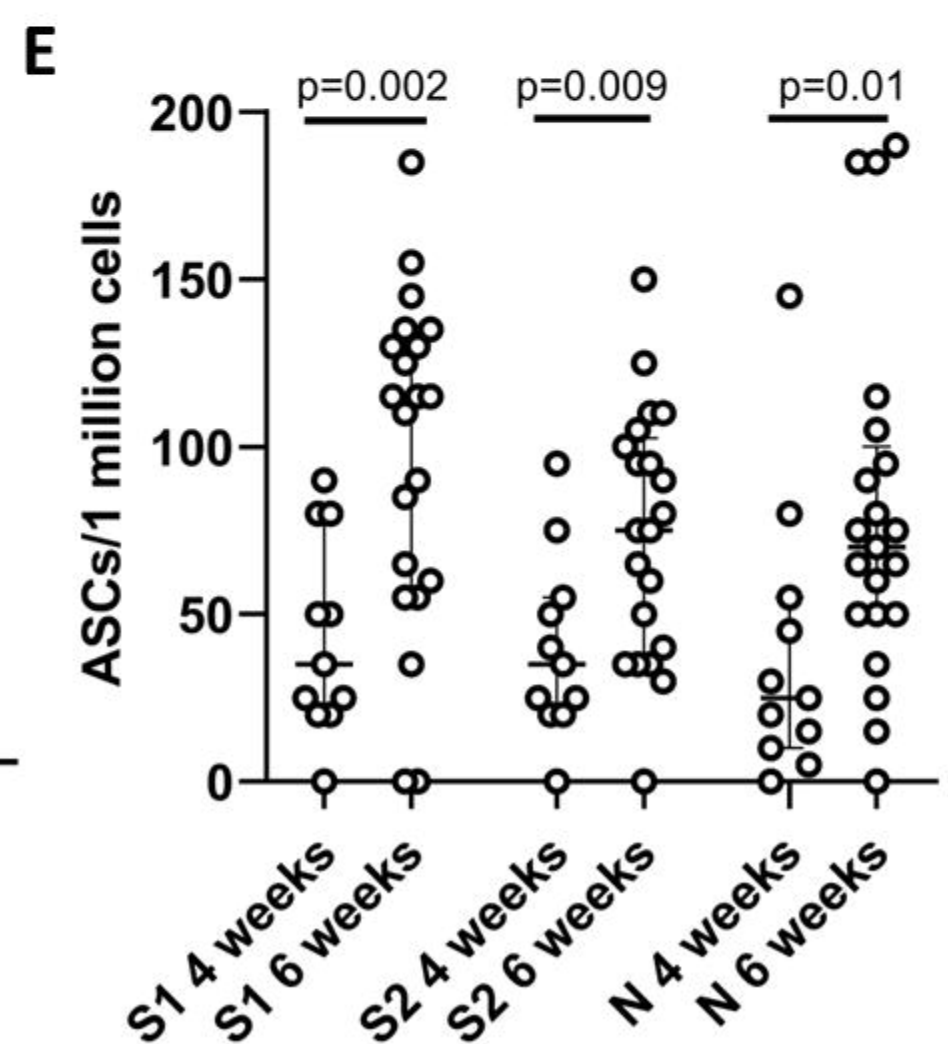 E
p=0.002 p=0.009 p=0.01
200
150
100
50
0
ASCs/1 million cells
S1 4 weeks
S1 6 weeks
S2 4 weeks
S2 6 weeks
N 4 weeks
N 6 weeks